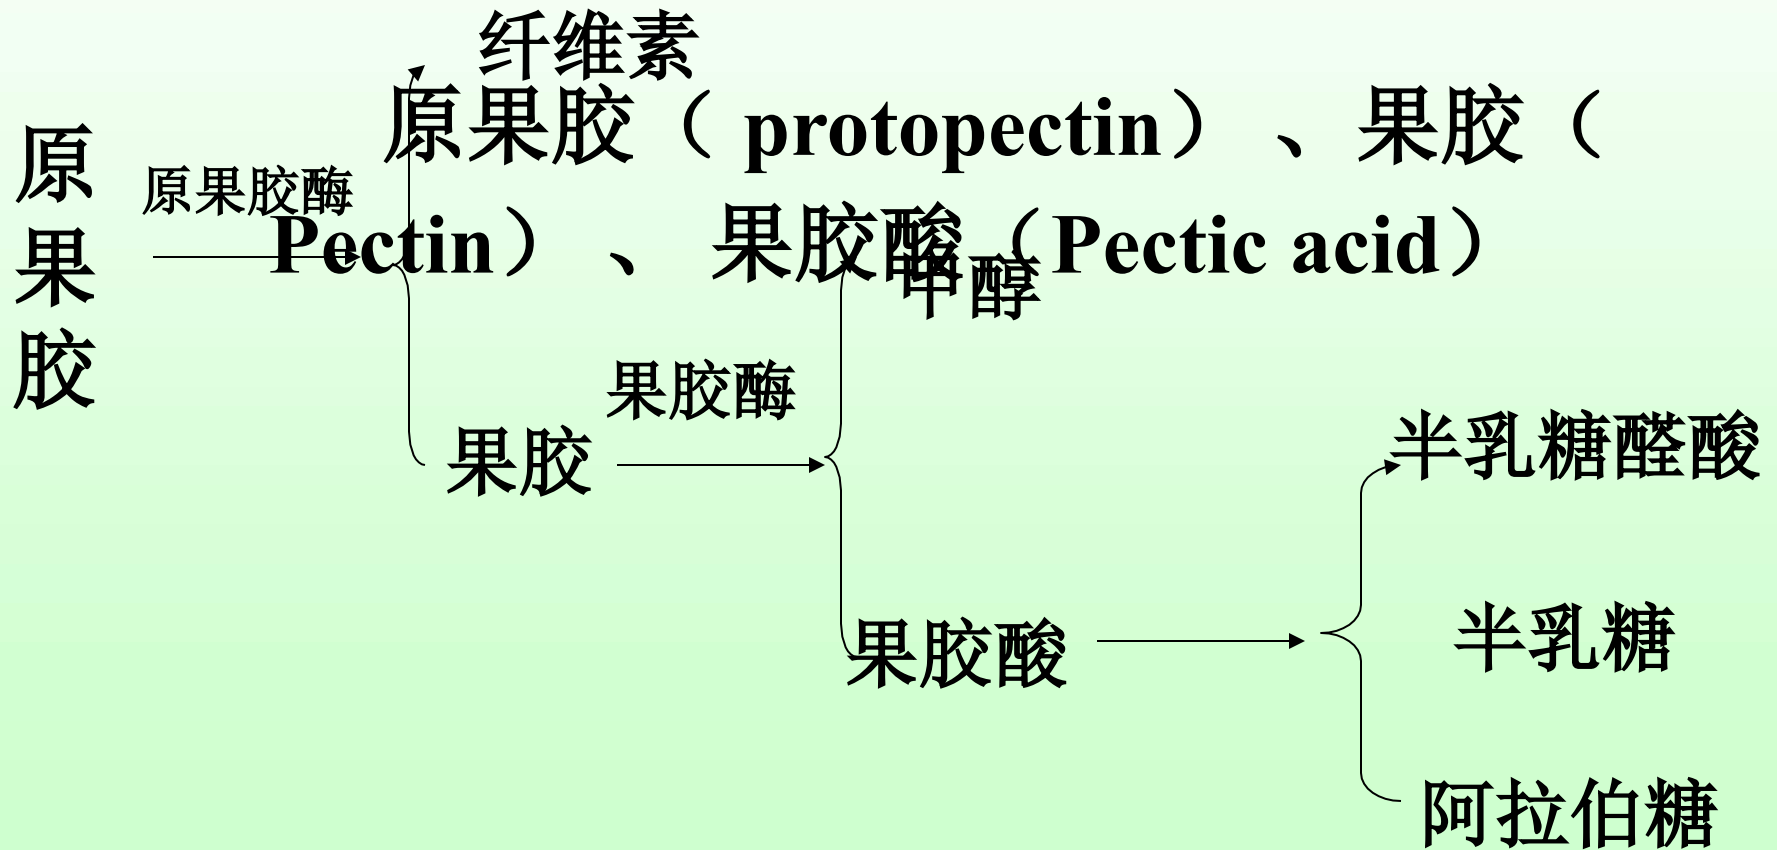 纤维素
原果胶（ protopectin） 、果胶（
Pectin） 、 果胶酸（Pectic acid）
原
果
胶
原果胶酶
甲醇
果胶酶
果胶
半乳糖醛酸
果胶酸
半乳糖
阿拉伯糖